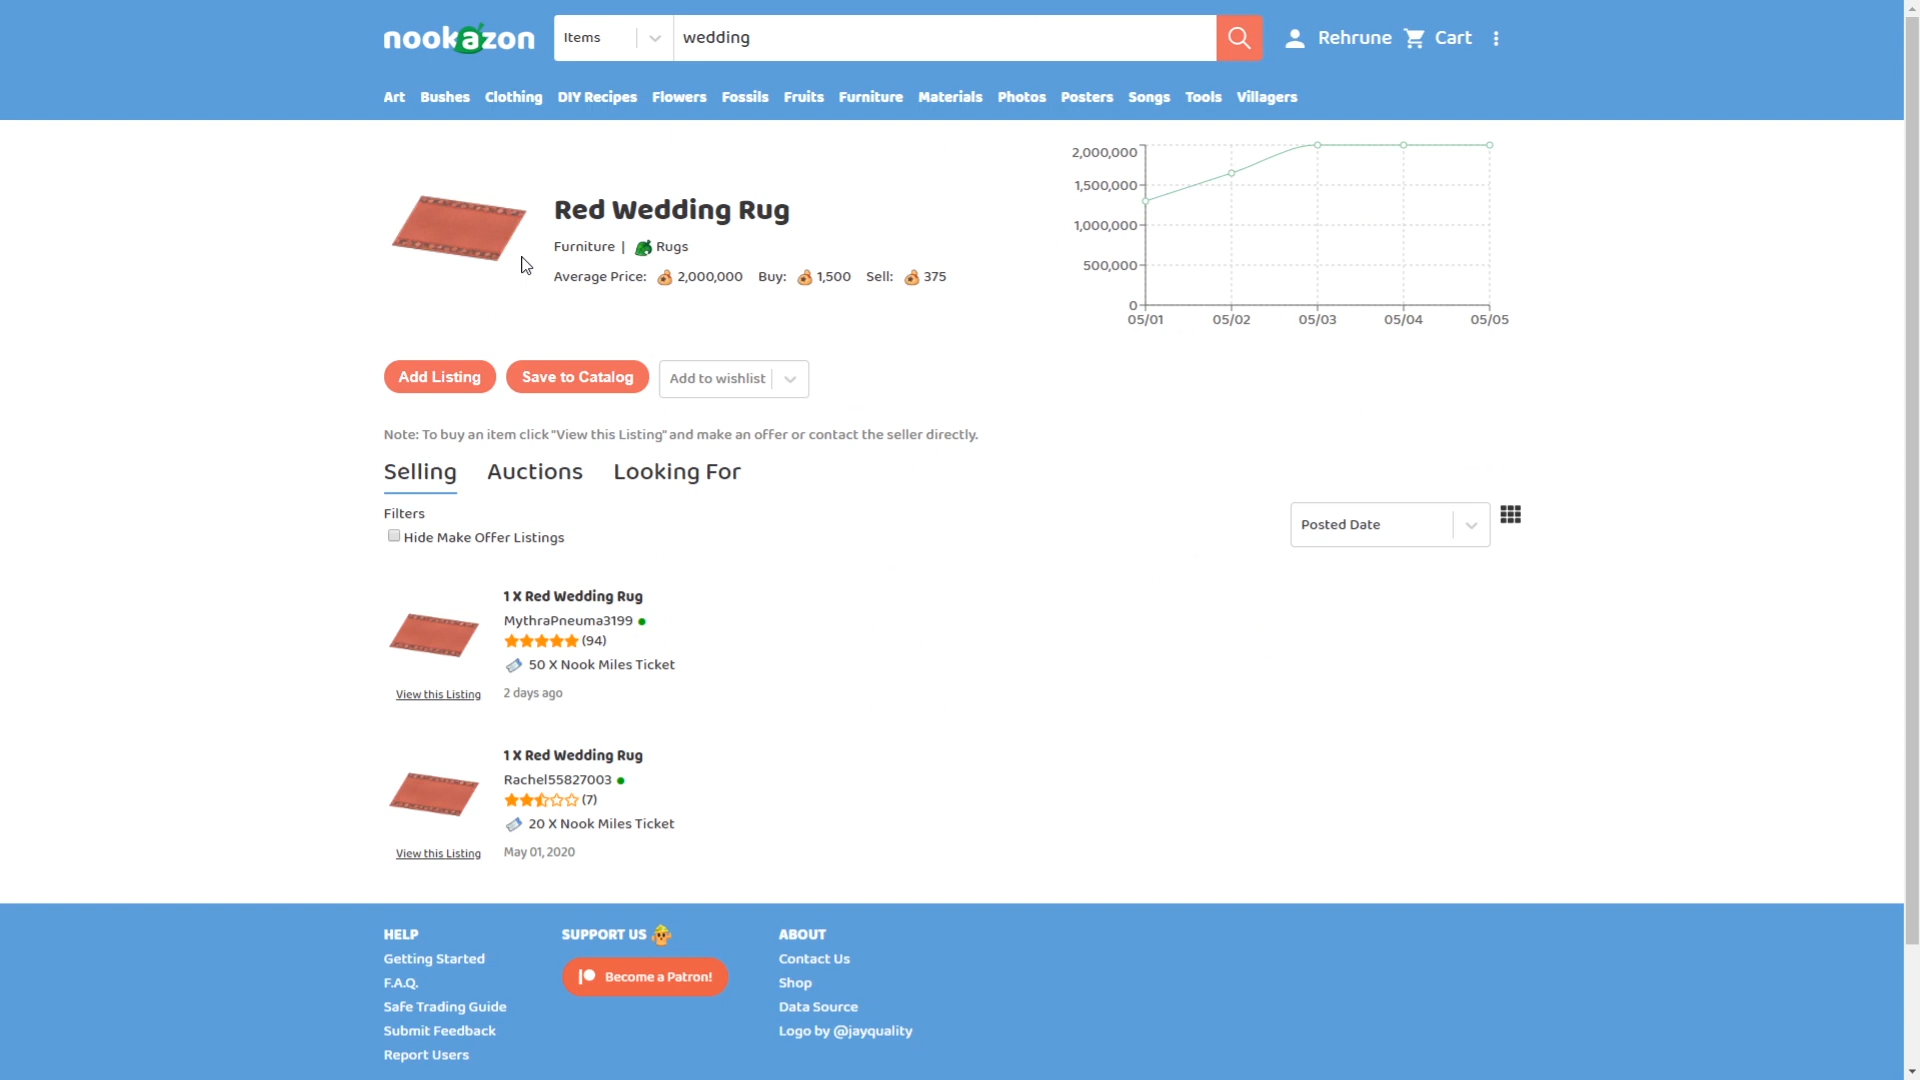 nookazon
Items
wedding
Rehrune
Cart
Art Bushes Clothing DIY Recipes Flowers Fossils Fruits Furniture Materials Photos Posters Songs Tools Villagers
Red Wedding Rug
Furniture | Rugs
Average Price: 2,000,000 Buy: 1,500 Sell: 375
2,000,000
1,500,000
1,000,000
500,000
0
05/01 05/02 05/03 05/04 05/05
Add Listing
Save to Catalog
Add to wishlist
Note: To buy an item click "View this Listing" and make an offer or contact the seller directly.
Selling Auctions Looking For
Filters
Hide Make Offer Listings
Posted Date
1 X Red Wedding Rug
MythraPneuma3199
(94)
50 X Nook Miles Ticket
View this Listing
2 days ago
1 X Red Wedding Rug
Rachel55827003
(7)
20 X Nook Miles Ticket
View this Listing
May 01, 2020
HELP
Getting Started
F.A.Q.
Safe Trading Guide
Submit Feedback
Report Users
SUPPORT US
Become a Patron!
ABOUT
Contact Us
Shop
Data Source
Logo by @jayquality